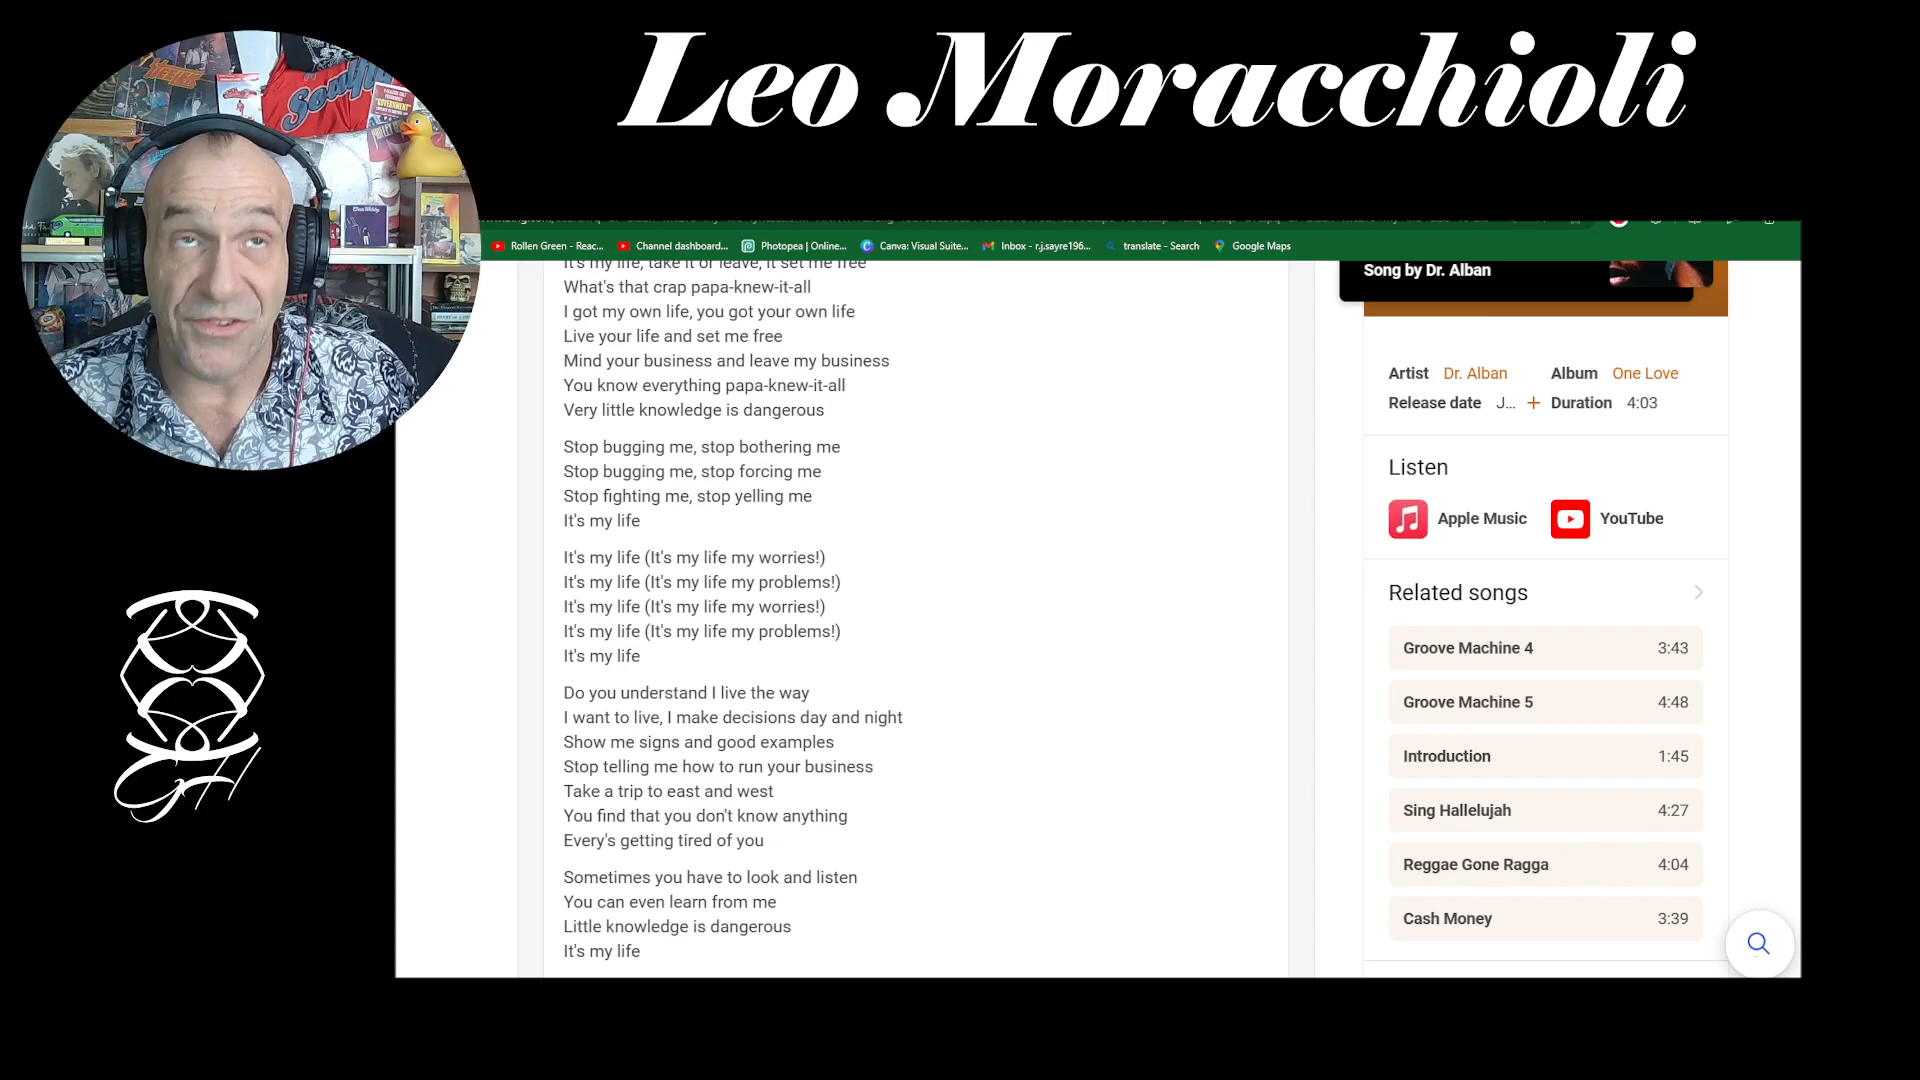 Leo Moracchioli
Rollen Green - Reac...
Channel dashboard...
Photopea | Online...
Canva: Visual Suite...
Inbox - r.j.sayre196...
translate - Search
Google Maps
It's my life, take it or leave, it set me free
What's that crap papa-knew-it-all
I got my own life, you got your own life
Live your life and set me free
Mind your business and leave my business
You know everything papa-knew-it-all
Very little knowledge is dangerous
Stop bugging me, stop bothering me
Stop bugging me, stop forcing me
Stop fighting me, stop yelling me
It's my life
It's my life (It's my life my worries!)
It's my life (It's my life my problems!)
It's my life (It's my life my worries!)
It's my life (It's my life my problems!)
It's my life
Do you understand I live the way
I want to live, I make decisions day and night
Show me signs and good examples
Stop telling me how to run your business
Take a trip to east and west
You find that you don't know anything
Every's getting tired of you
Sometimes you have to look and listen
You can even learn from me
Little knowledge is dangerous
It's my life
Song by Dr. Alban
Artist Dr. Alban Album One Love
Release date J... + Duration 4:03
Listen
Apple Music YouTube
Related songs
Groove Machine 4 3:43
Groove Machine 5 4:48
Introduction 1:45
Sing Hallelujah 4:27
Reggae Gone Ragga 4:04
Cash Money 3:39